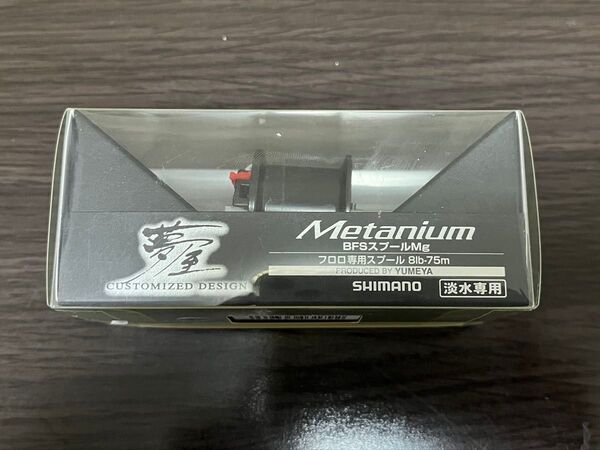 夢屋
CUSTOMIZED DESIGN
Metanium
BFSスプールMg
フロロ専用スプール 8lb-75m
PRODUCED BY YUMEYA
SHIMANO 淡水専用